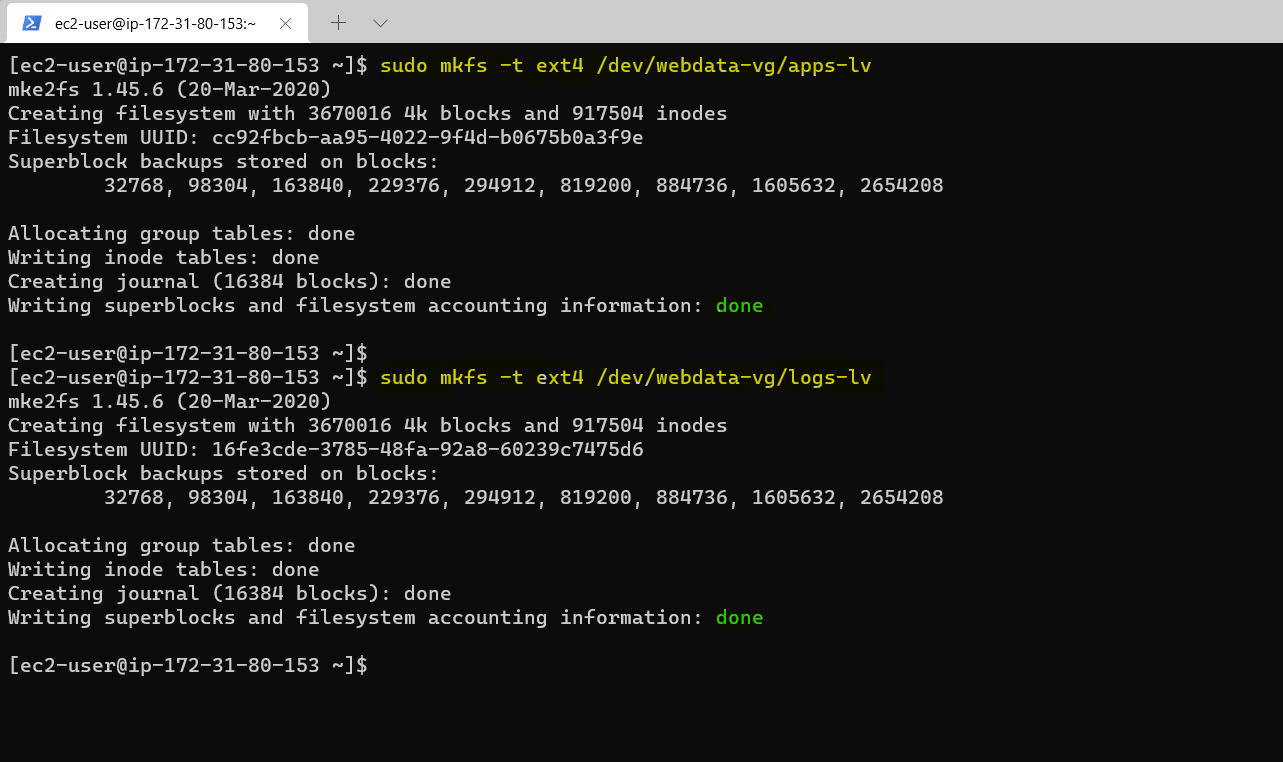 ec2-user@ip-172-31-80-153:~
[ec2-user@ip-172-31-80-153 ~]$ sudo mkfs -t ext4 /dev/webdata-vg/apps-lv
mke2fs 1.45.6 (20-Mar-2020)
Creating filesystem with 3670016 4k blocks and 917504 inodes
Filesystem UUID: cc92fbcb-aa95-4022-9f4d-b0675b0a3f9e
Superblock backups stored on blocks:
32768, 98304, 163840, 229376, 294912, 819200, 884736, 1605632, 2654208
Allocating group tables: done
Writing inode tables: done
Creating journal (16384 blocks): done
Writing superblocks and filesystem accounting information: done
[ec2-user@ip-172-31-80-153 ~]$
[ec2-user@ip-172-31-80-153 ~]$ sudo mkfs -t ext4 /dev/webdata-vg/logs-lv
mke2fs 1.45.6 (20-Mar-2020)
Creating filesystem with 3670016 4k blocks and 917504 inodes
Filesystem UUID: 16fe3cde-3785-48fa-92a8-60239c7475d6
Superblock backups stored on blocks:
32768, 98304, 163840, 229376, 294912, 819200, 884736, 1605632, 2654208
Allocating group tables: done
Writing inode tables: done
Creating journal (16384 blocks): done
Writing superblocks and filesystem accounting information: done
[ec2-user@ip-172-31-80-153 ~]$